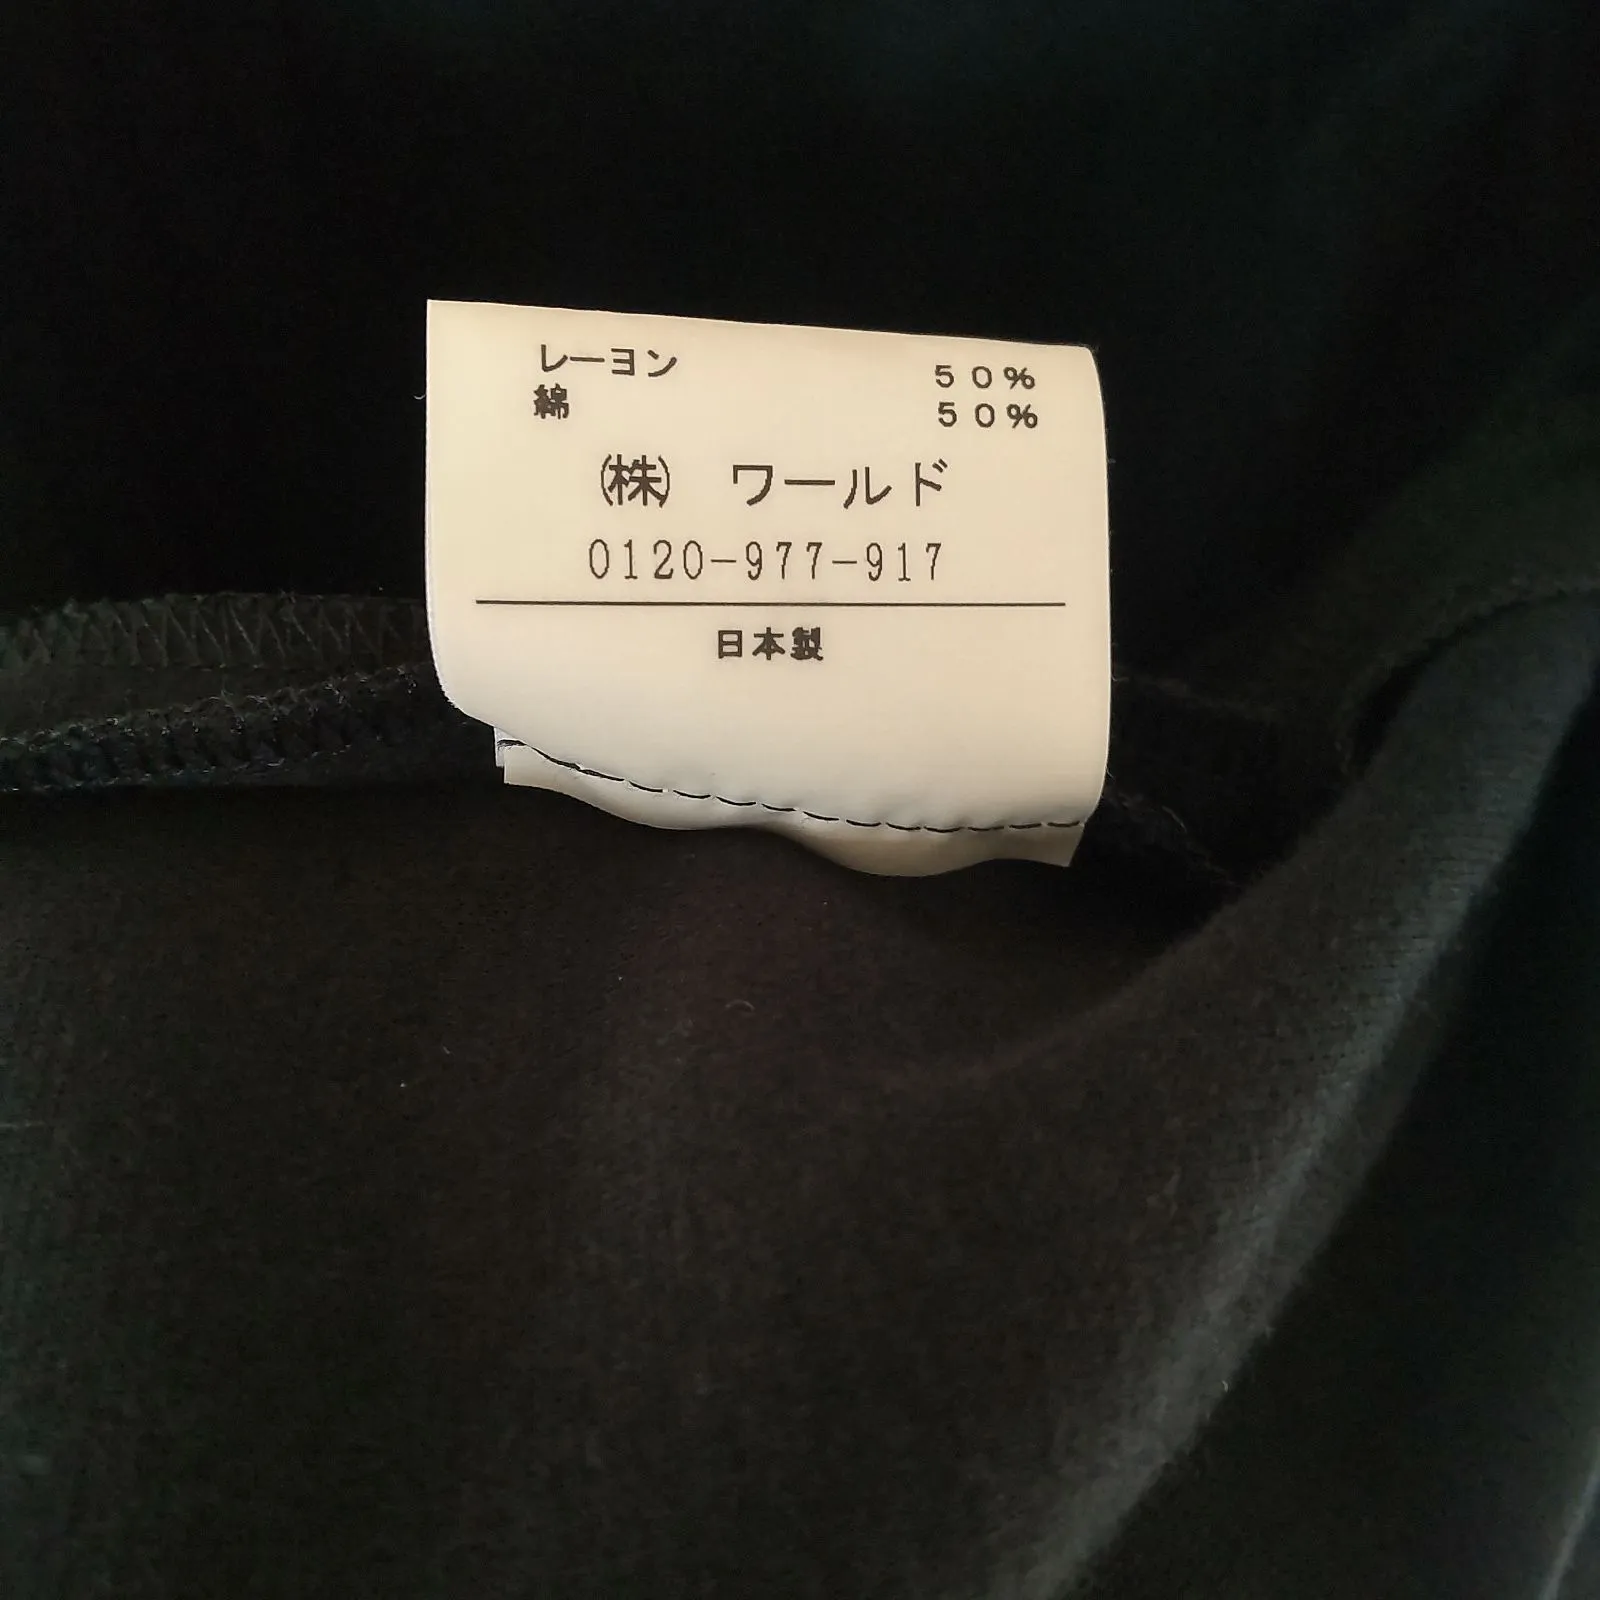 レーヨン 50%
綿 50%
(株) ワールド
0120-977-917
日本製